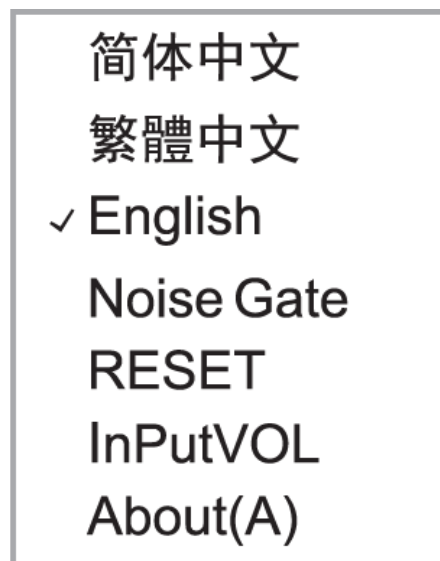 简体中文
繁體中文
✓ English
Noise Gate
RESET
InPutVOL
About(A)